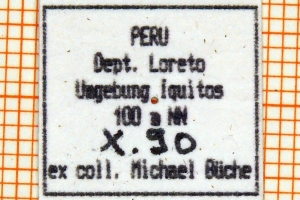 PERU
Dept. Loreto
Umgebung Iquitos
100 m NN
X.90
ex coll. Michael Büche